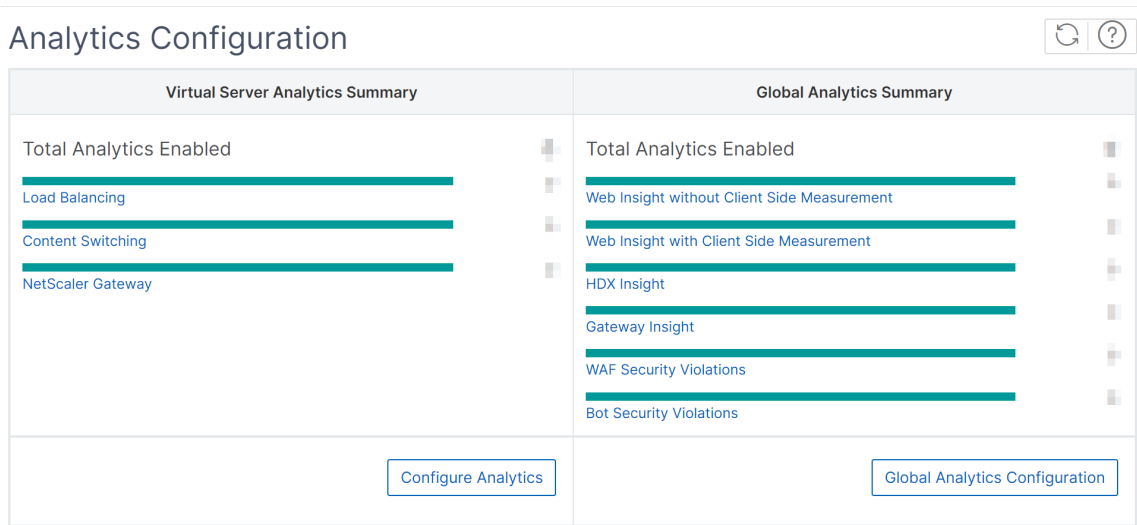 Analytics Configuration
Virtual Server Analytics Summary
Global Analytics Summary
Total Analytics Enabled
Load Balancing
Content Switching
NetScaler Gateway
Total Analytics Enabled
Web Insight without Client Side Measurement
Web Insight with Client Side Measurement
HDX Insight
Gateway Insight
WAF Security Violations
Bot Security Violations
Configure Analytics
Global Analytics Configuration